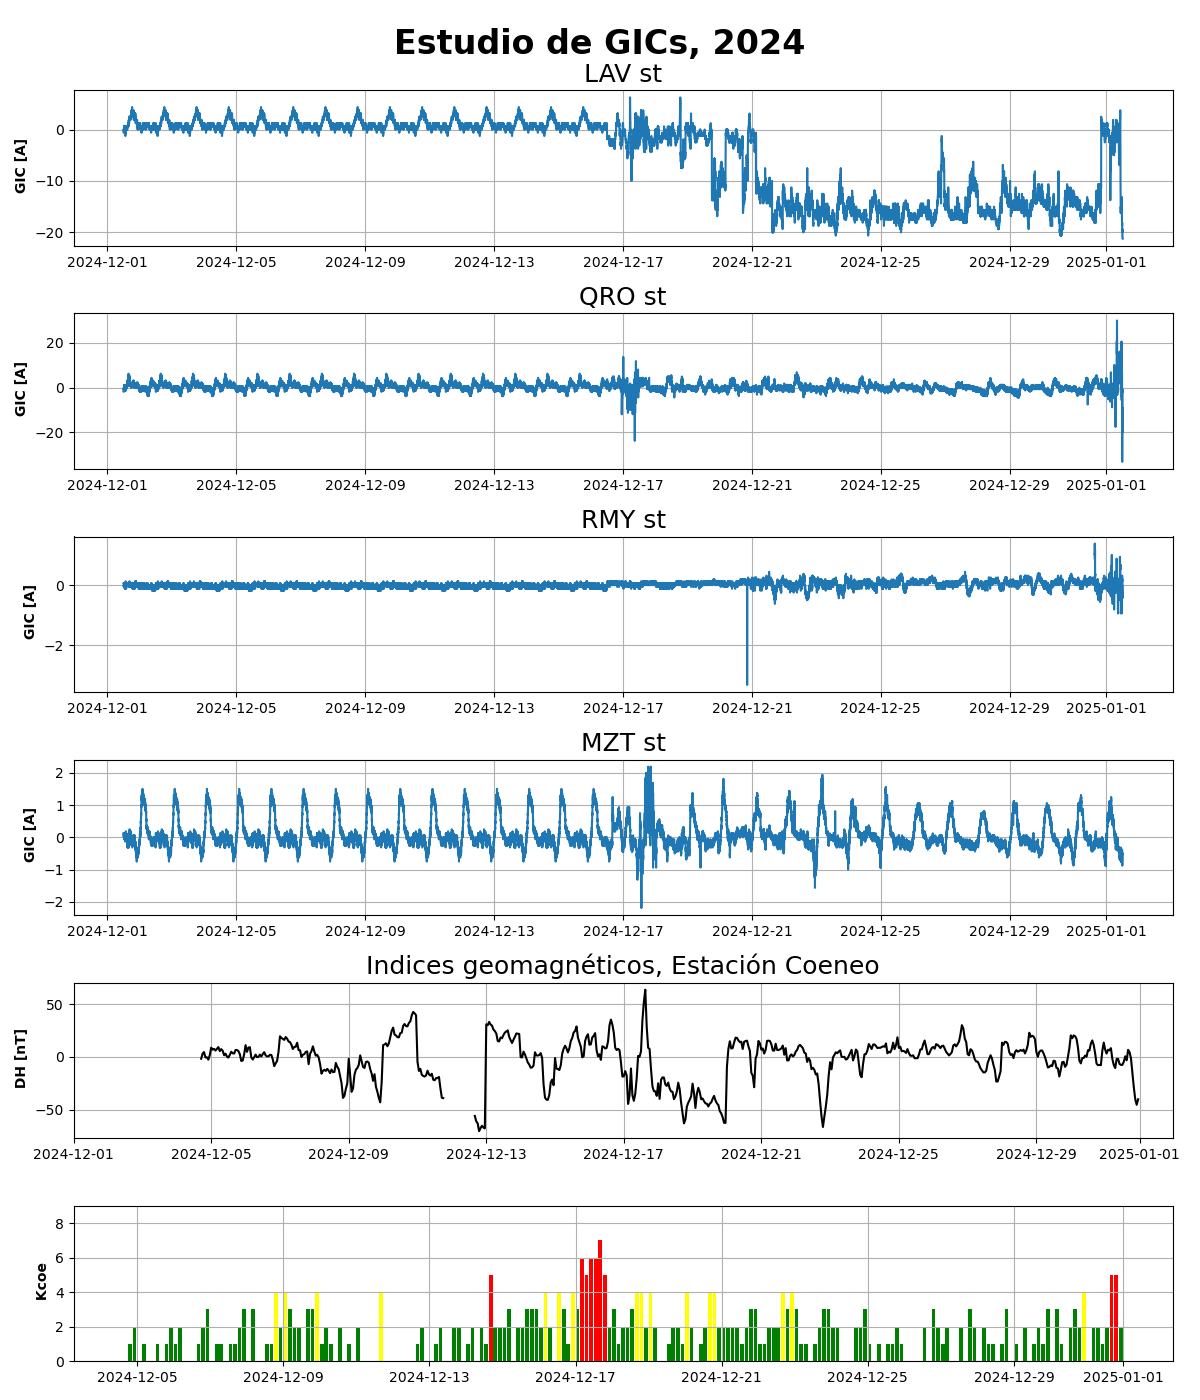 Estudio de GICs, 2024
LAV st
GIC [A]
0
−10
−20
2024-12-01 2024-12-05 2024-12-09 2024-12-13 2024-12-17 2024-12-21 2024-12-25 2024-12-29 2025-01-01
QRO st
GIC [A]
20
0
−20
2024-12-01 2024-12-05 2024-12-09 2024-12-13 2024-12-17 2024-12-21 2024-12-25 2024-12-29 2025-01-01
RMY st
GIC [A]
0
−2
2024-12-01 2024-12-05 2024-12-09 2024-12-13 2024-12-17 2024-12-21 2024-12-25 2024-12-29 2025-01-01
MZT st
GIC [A]
2
1
0
−1
−2
2024-12-01 2024-12-05 2024-12-09 2024-12-13 2024-12-17 2024-12-21 2024-12-25 2024-12-29 2025-01-01
Indices geomagnéticos, Estación Coeneo
DH [nT]
50
0
−50
2024-12-01 2024-12-05 2024-12-09 2024-12-13 2024-12-17 2024-12-21 2024-12-25 2024-12-29 2025-01-01
Kcoe
8
6
4
2
0
2024-12-05 2024-12-09 2024-12-13 2024-12-17 2024-12-21 2024-12-25 2024-12-29 2025-01-01